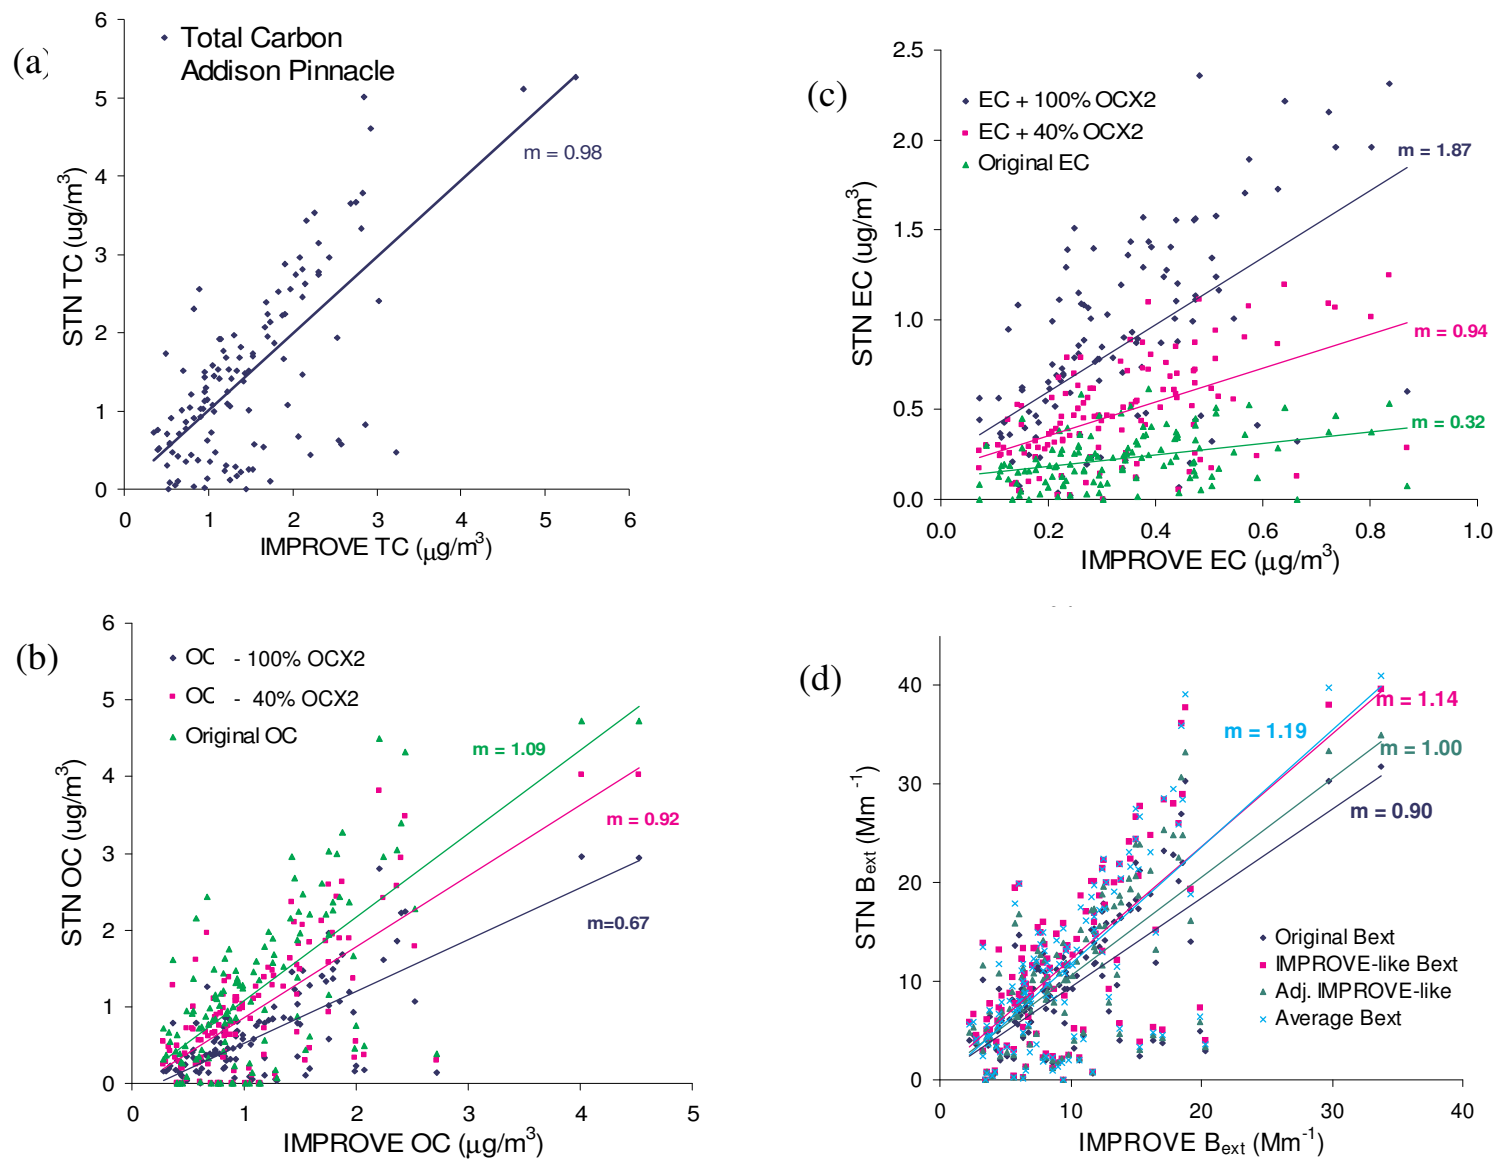 (a)
Total Carbon
Addison Pinnacle
6
5
4
3
2
1
0
STN TC (ug/m³)
m = 0.98
0 1 2 3 4 5 6
IMPROVE TC (µg/m³)
(c)
2.5
2.0
1.5
1.0
0.5
0.0
STN EC (ug/m³)
EC + 100% OCX2
EC + 40% OCX2
Original EC
m = 1.87
m = 0.94
m = 0.32
0.0 0.2 0.4 0.6 0.8 1.0
IMPROVE EC (µg/m³)
(b)
6
5
4
3
2
1
0
STN OC (ug/m³)
OC - 100% OCX2
OC - 40% OCX2
Original OC
m = 1.09
m = 0.92
m=0.67
0 1 2 3 4 5
IMPROVE OC (µg/m³)
(d)
40
30
20
10
0
STN Bext (Mm⁻¹)
m = 1.14
m = 1.19
m = 1.00
m = 0.90
Original Bext
IMPROVE-like Bext
Adj. IMPROVE-like
Average Bext
0 10 20 30 40
IMPROVE Bext (Mm⁻¹)